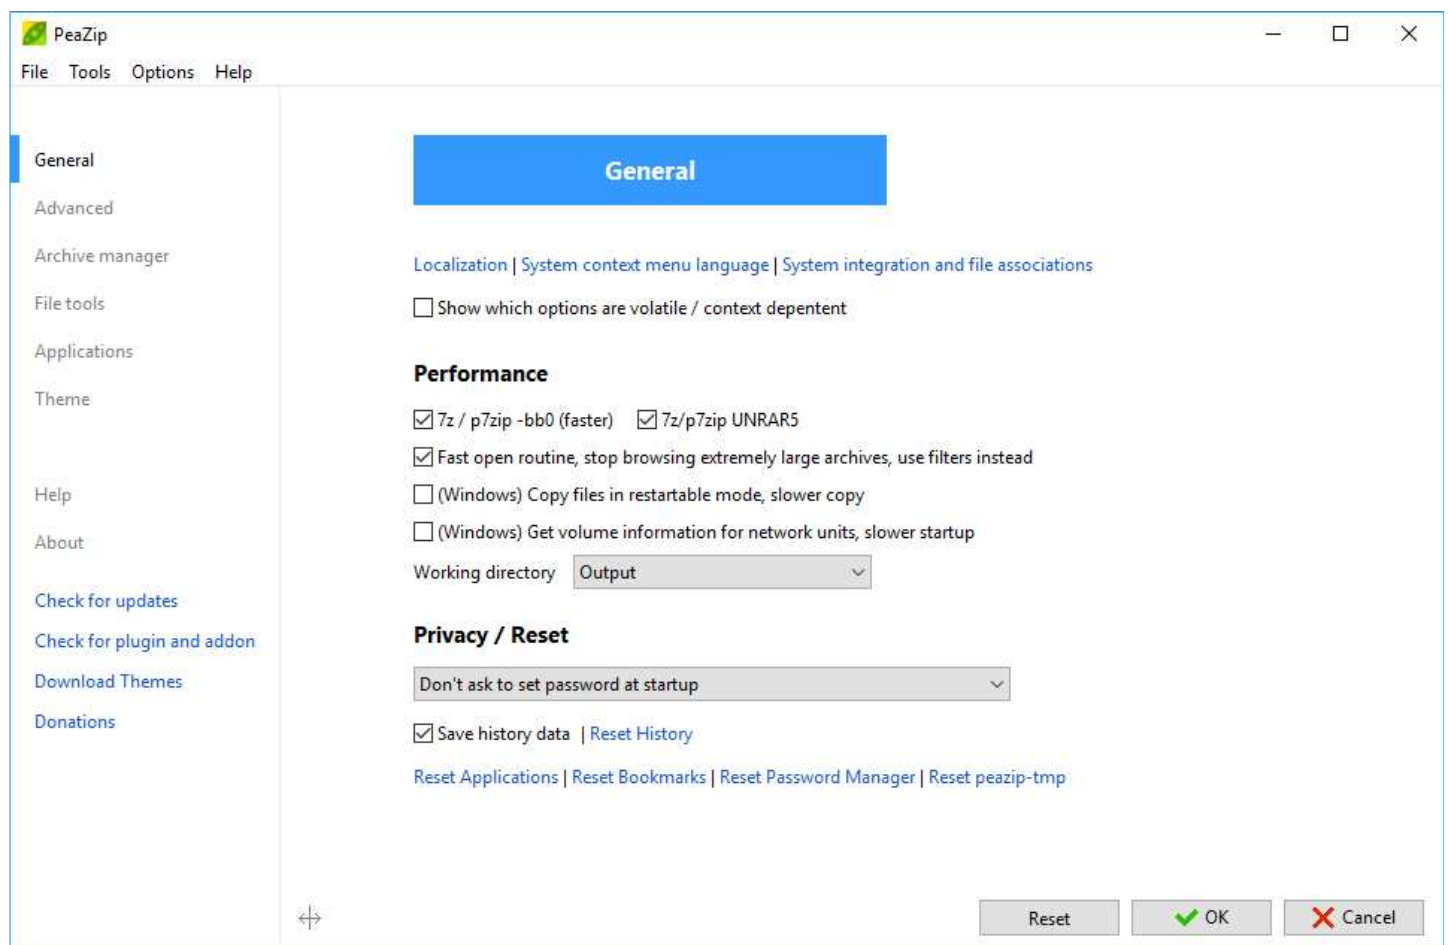 PeaZip
File Tools Options Help
General
Advanced
Archive manager
File tools
Applications
Theme
Help
About
Check for updates
Check for plugin and addon
Download Themes
Donations
General
Localization | System context menu language | System integration and file associations
Show which options are volatile / context depentent
Performance
7z / p7zip -bb0 (faster) 7z/p7zip UNRAR5
Fast open routine, stop browsing extremely large archives, use filters instead
(Windows) Copy files in restartable mode, slower copy
(Windows) Get volume information for network units, slower startup
Working directory Output
Privacy / Reset
Don't ask to set password at startup
Save history data | Reset History
Reset Applications | Reset Bookmarks | Reset Password Manager | Reset peazip-tmp
Reset OK Cancel